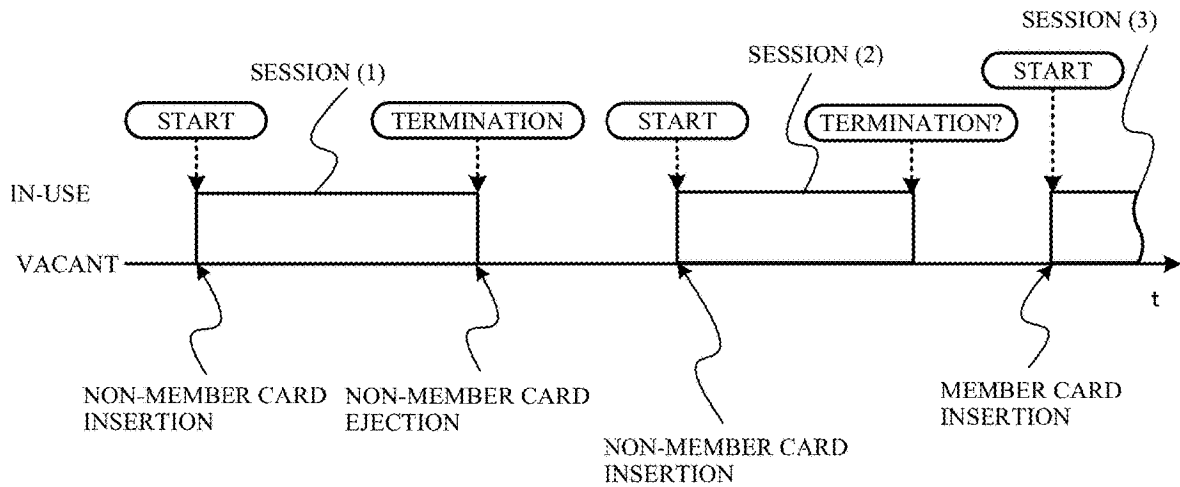 SESSION (3)
SESSION (1)
SESSION (2)
START
START
TERMINATION
START
TERMINATION?
IN-USE
VACANT
t
NON-MEMBER CARD
INSERTION
NON-MEMBER CARD
EJECTION
NON-MEMBER CARD
INSERTION
MEMBER CARD
INSERTION